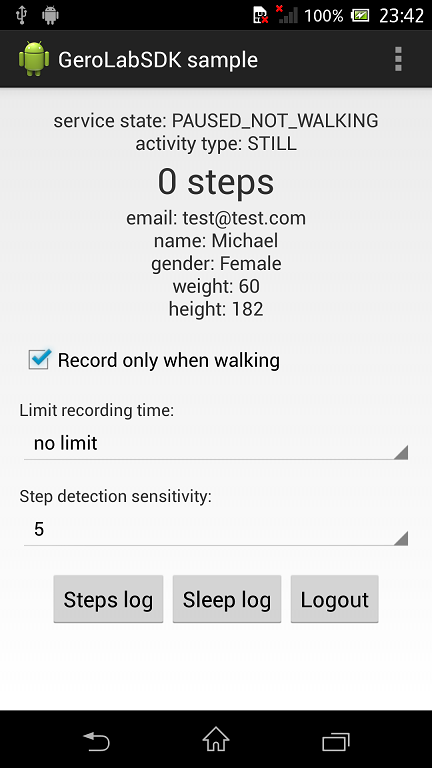 100% 23:42
GeroLabSDK sample
service state: PAUSED_NOT_WALKING
activity type: STILL
0 steps
email: test@test.com
name: Michael
gender: Female
weight: 60
height: 182
Record only when walking
Limit recording time:
no limit
Step detection sensitivity:
5
Steps log Sleep log Logout